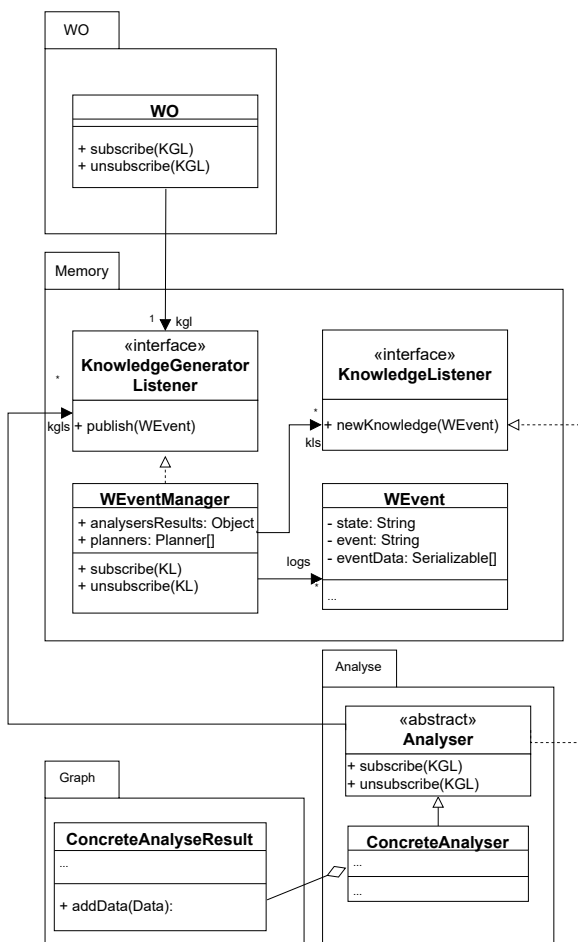 WO
WO
+ subscribe(KGL)
+ unsubscribe(KGL)
Memory
1
kgl
«interface»
KnowledgeGenerator
Listener
*
kgls
+ publish(WEvent)
«interface»
KnowledgeListener
*
+ newKnowledge(WEvent)
kls
WEventManager
+ analysersResults: Object
+ planners: Planner[]
+ subscribe(KL)
+ unsubscribe(KL)
logs
*
WEvent
- state: String
- event: String
- eventData: Serializable[]
...
Analyse
«abstract»
Analyser
+ subscribe(KGL)
+ unsubscribe(KGL)
Graph
ConcreteAnalyseResult
...
+ addData(Data):
ConcreteAnalyser
...
...